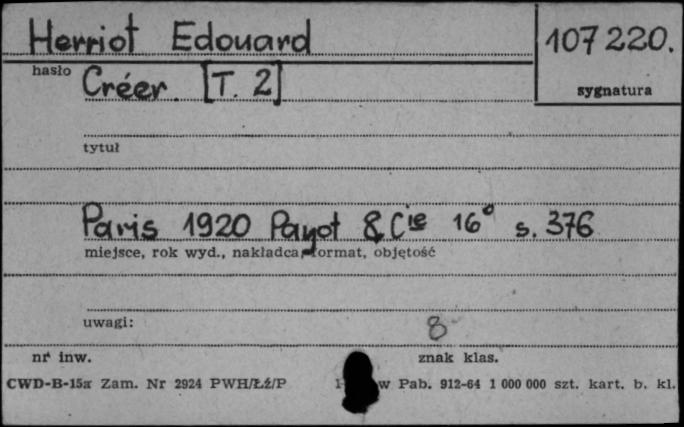 Herriot Edouard
107 220.
hasło
Créer [T. 2]
sygnatura
tytuł
Paris 1920 Payot & Cie 16° s. 376
miejsce, rok wyd., nakładca, format, objętość
uwagi:
8
nr inw. znak klas.
CWD-B-15a Zam. Nr 2924 PWH/Łź/P w Pab. 912-64 1 000 000 szt. kart. b. kl.